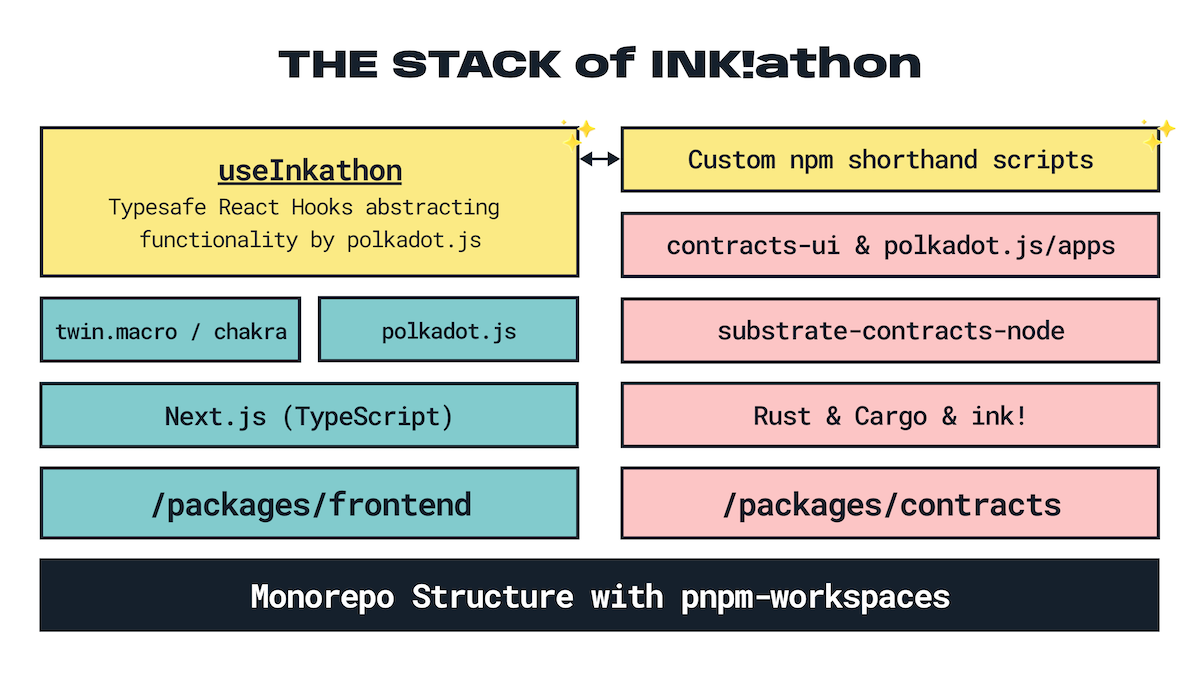 THE STACK of INK!athon
useInkathon
Typesafe React Hooks abstracting
functionality by polkadot.js
twin.macro / chakra
polkadot.js
Next.js (TypeScript)
/packages/frontend
Custom npm shorthand scripts
contracts-ui & polkadot.js/apps
substrate-contracts-node
Rust & Cargo & ink!
/packages/contracts
Monorepo Structure with pnpm-workspaces